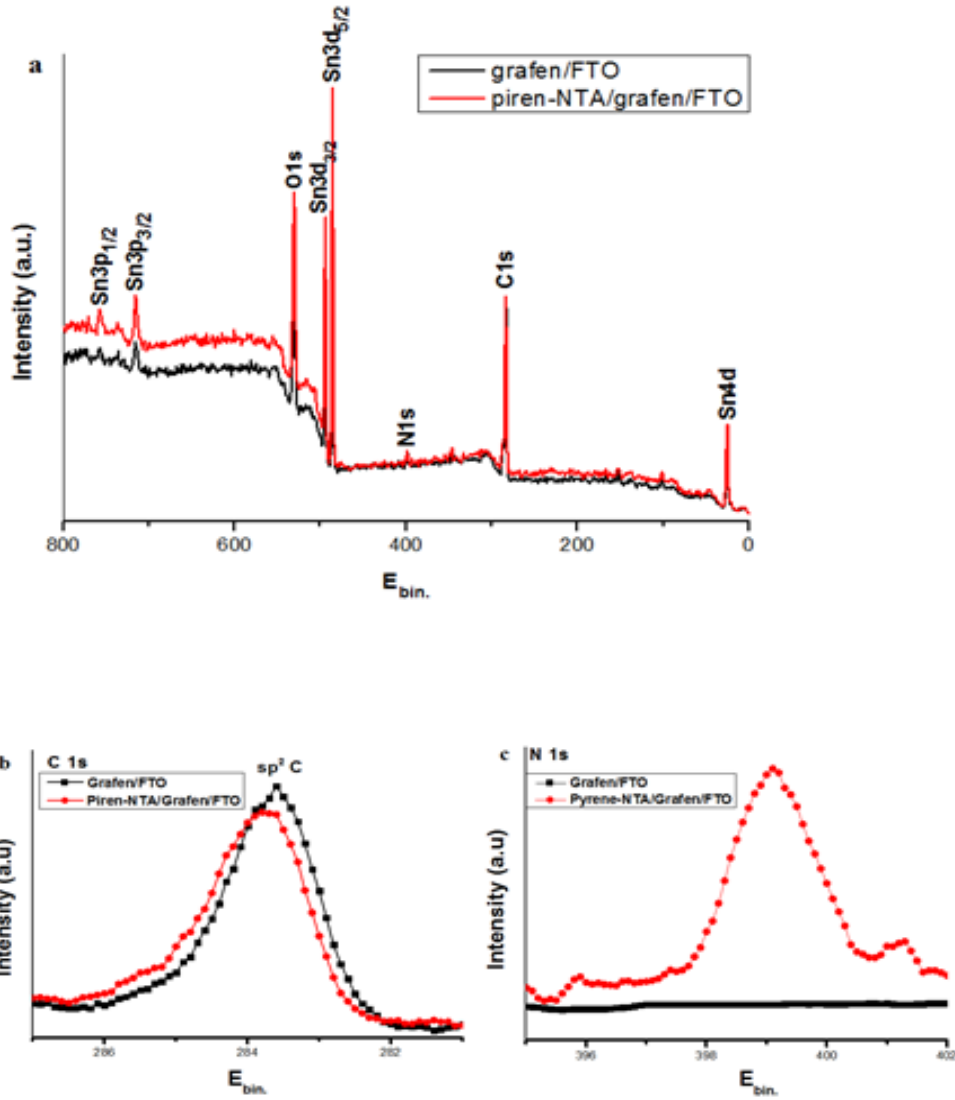 a
grafen/FTO
piren-NTA/grafen/FTO
Sn3p1/2
Sn3p3/2
O1s
Sn3d3/2
Sn3d5/2
N1s
C1s
Sn4d
Intensity (a.u.)
800 600 400 200 0
Ebin.
b
C 1s
Grafen/FTO
Piren-NTA/Grafen/FTO
sp² C
Intensity (a.u)
286 284 282
Ebin.
c
N 1s
Grafen/FTO
Pyrene-NTA/Grafen/FTO
Intensity (a.u)
396 398 400 402
Ebin.